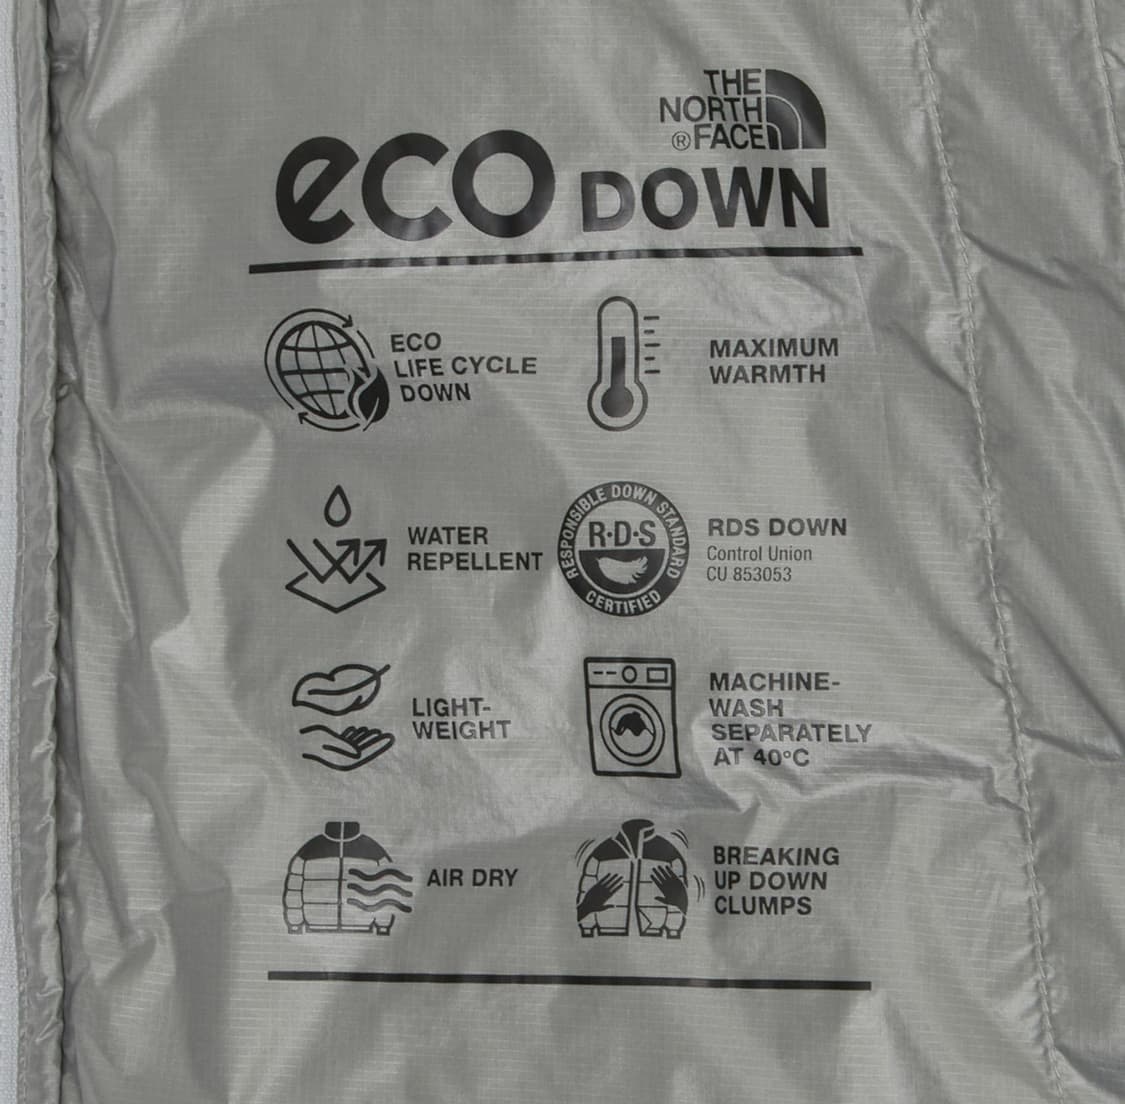 THE
NORTH
®FACE
eco DOWN
ECO
LIFE CYCLE
DOWN
MAXIMUM
WARMTH
WATER
REPELLENT
RESPONSIBLE DOWN STANDARD
R·D·S
CERTIFIED
RDS DOWN
Control Union
CU 853053
LIGHT-
WEIGHT
MACHINE-
WASH
SEPARATELY
AT 40°C
AIR DRY
BREAKING
UP DOWN
CLUMPS